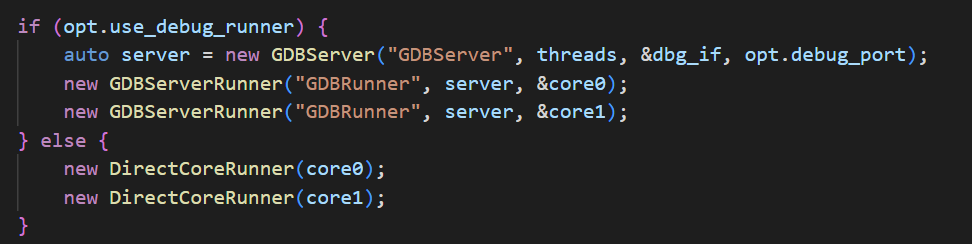 if (opt.use_debug_runner) {
    auto server = new GDBServer("GDBServer", threads, &dbg_if, opt.debug_port);
    new GDBServerRunner("GDBRunner", server, &core0);
    new GDBServerRunner("GDBRunner", server, &core1);
} else {
    new DirectCoreRunner(core0);
    new DirectCoreRunner(core1);
}